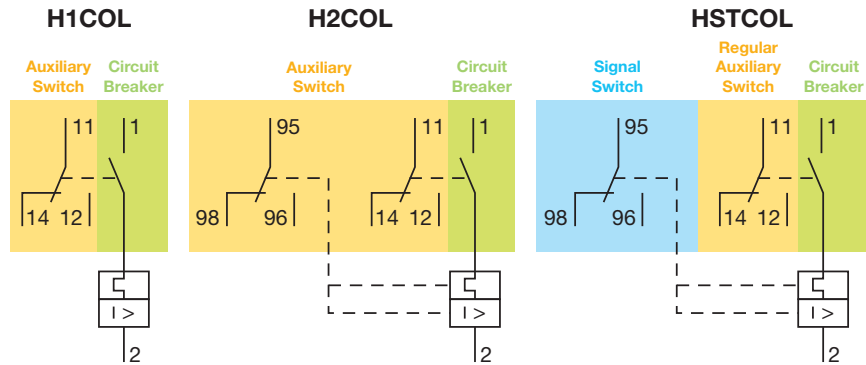 H1COL
Auxiliary Circuit
Switch Breaker
11 1
14 12
I >
2
H2COL
Auxiliary Circuit
Switch Breaker
95 11 1
98 96 14 12
I >
2
HSTCOL
Signal Regular Circuit
Switch Auxiliary Breaker
Switch
95 11 1
98 96 14 12
I >
2